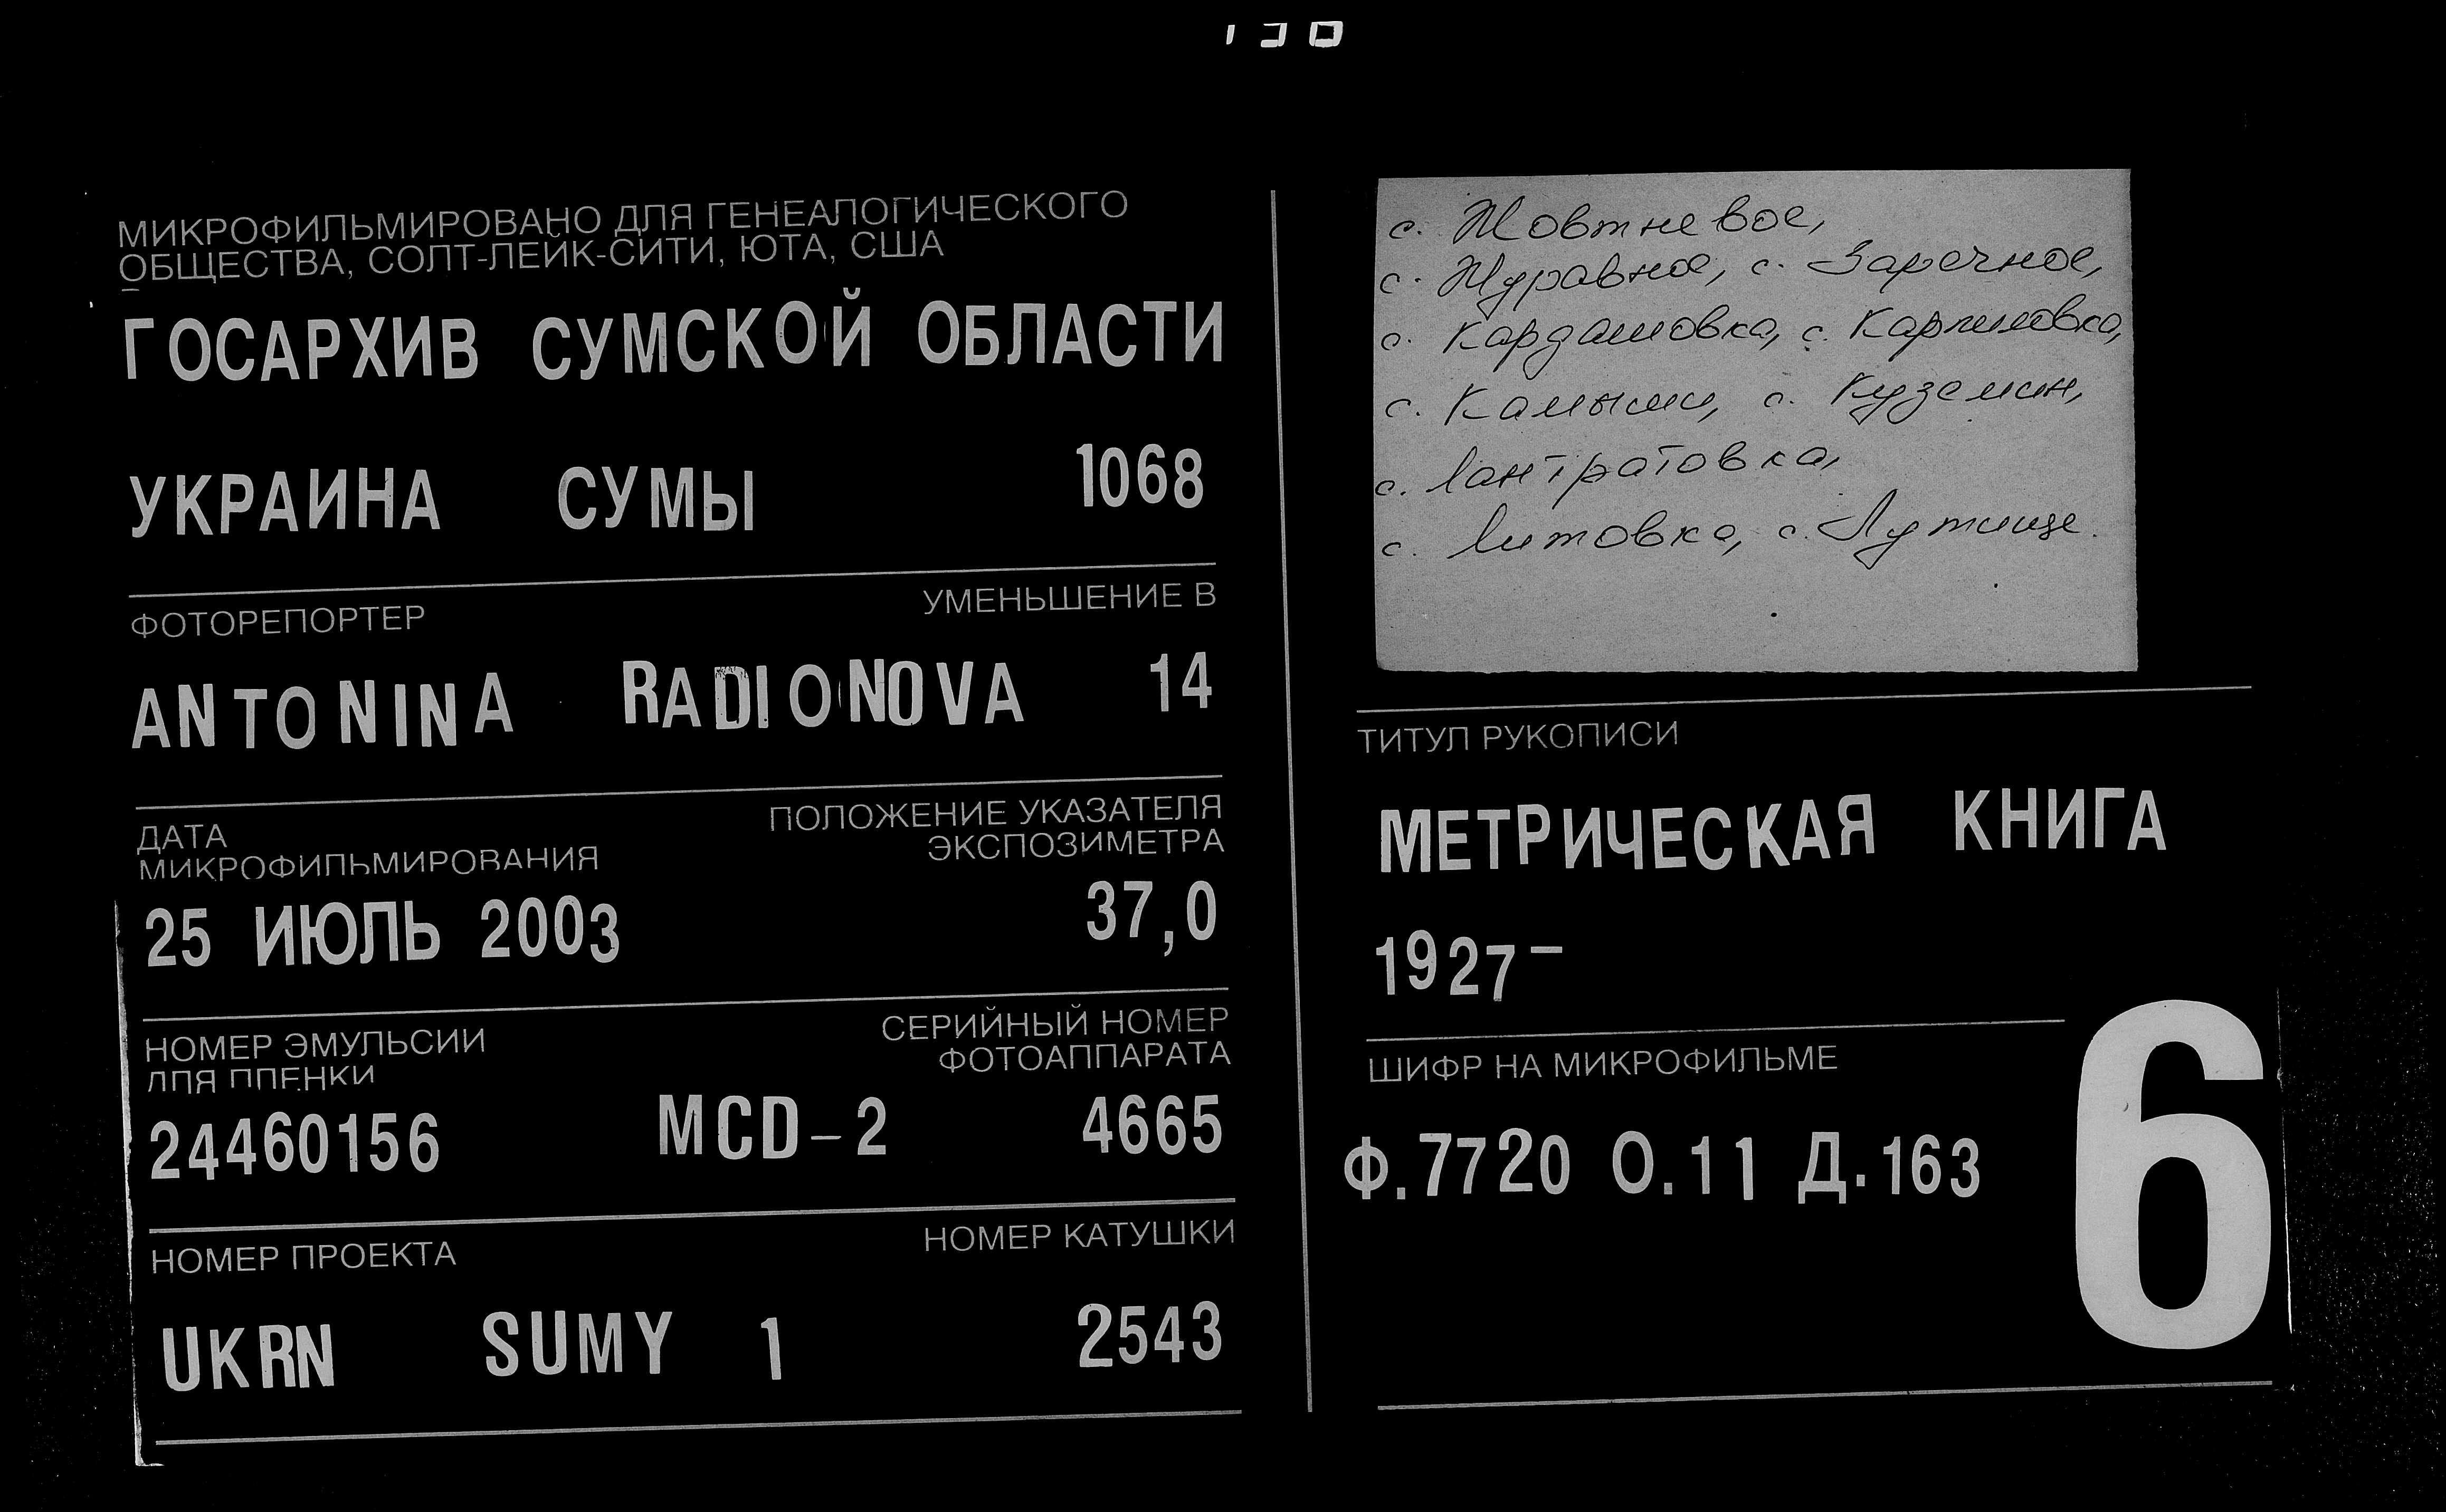 МИКРОФИЛЬМИРОВАНО ДЛЯ ГЕНЕАЛОГИЧЕСКОГО
ОБЩЕСТВА, СОЛТ-ЛЕЙК-СИТИ, ЮТА, США
ГОСАРХИВ СУМСКОЙ ОБЛАСТИ
УКРАИНА СУМЫ 1068
ФОТОРЕПОРТЕР УМЕНЬШЕНИЕ В
ANTONINA RADIONOVA 14
ДАТА ПОЛОЖЕНИЕ УКАЗАТЕЛЯ
МИКРОФИЛЬМИРОВАНИЯ ЭКСПОЗИМЕТРА
25 ИЮЛЬ 2003 37,0
НОМЕР ЭМУЛЬСИИ СЕРИЙНЫЙ НОМЕР
ДЛЯ ПЛЕНКИ ФОТОАППАРАТА
24460156 MCD-2 4665
НОМЕР ПРОЕКТА НОМЕР КАТУШКИ
UKRN SUMY 1 2543
с. Жовтневое,
с. Журавное, с. Заречное,
с. Кардашовка, с. Карпиловка,
с. Камыши, с. Куземин,
с. Лантратовка,
с. Литовка, с. Лутище.
ТИТУЛ РУКОПИСИ
МЕТРИЧЕСКАЯ КНИГА
1927-
ШИФР НА МИКРОФИЛЬМЕ
Ф.7720 О.11 Д.163
6